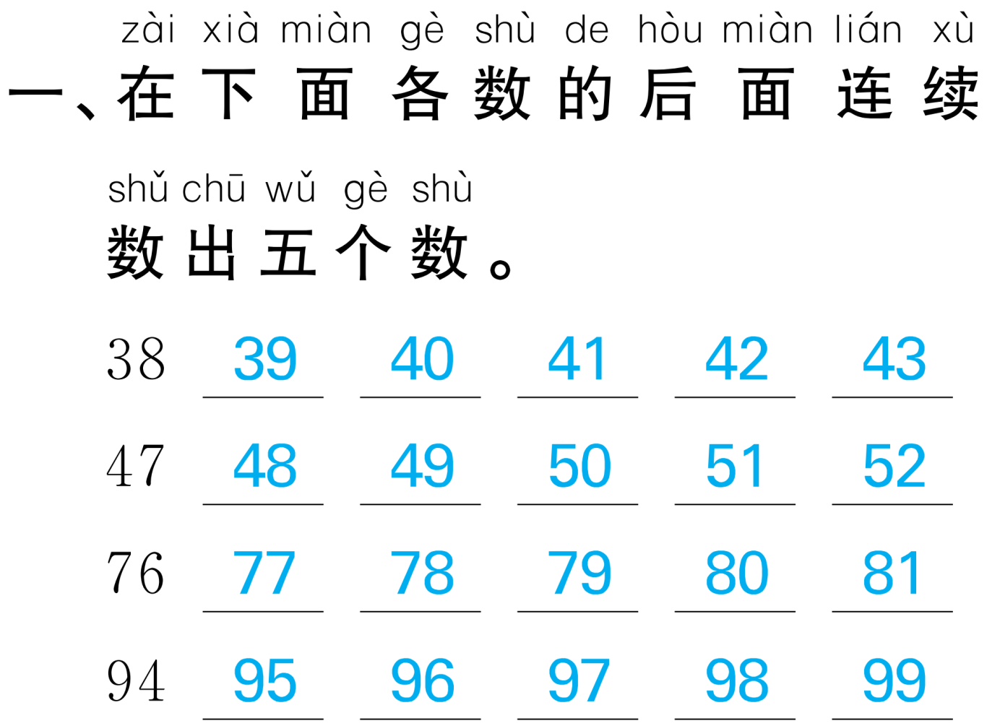 zài xià miàn gè shù de hòu miàn lián xù
一、在下面各数的后面连续
shǔ chū wǔ gè shù
数出五个数。
38 39 40 41 42 43
47 48 49 50 51 52
76 77 78 79 80 81
94 95 96 97 98 99